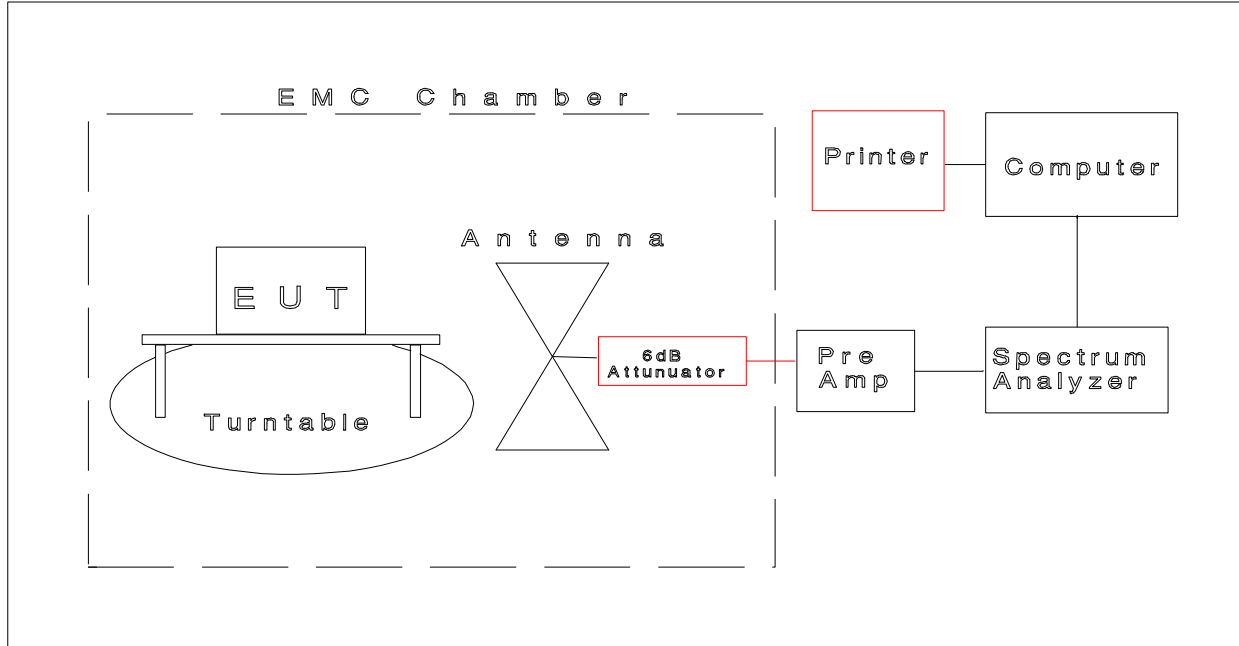 EMC Chamber
Printer
Computer
Antenna
EUT
6dB
Attunuator
Pre
Amp
Spectrum
Analyzer
Turntable